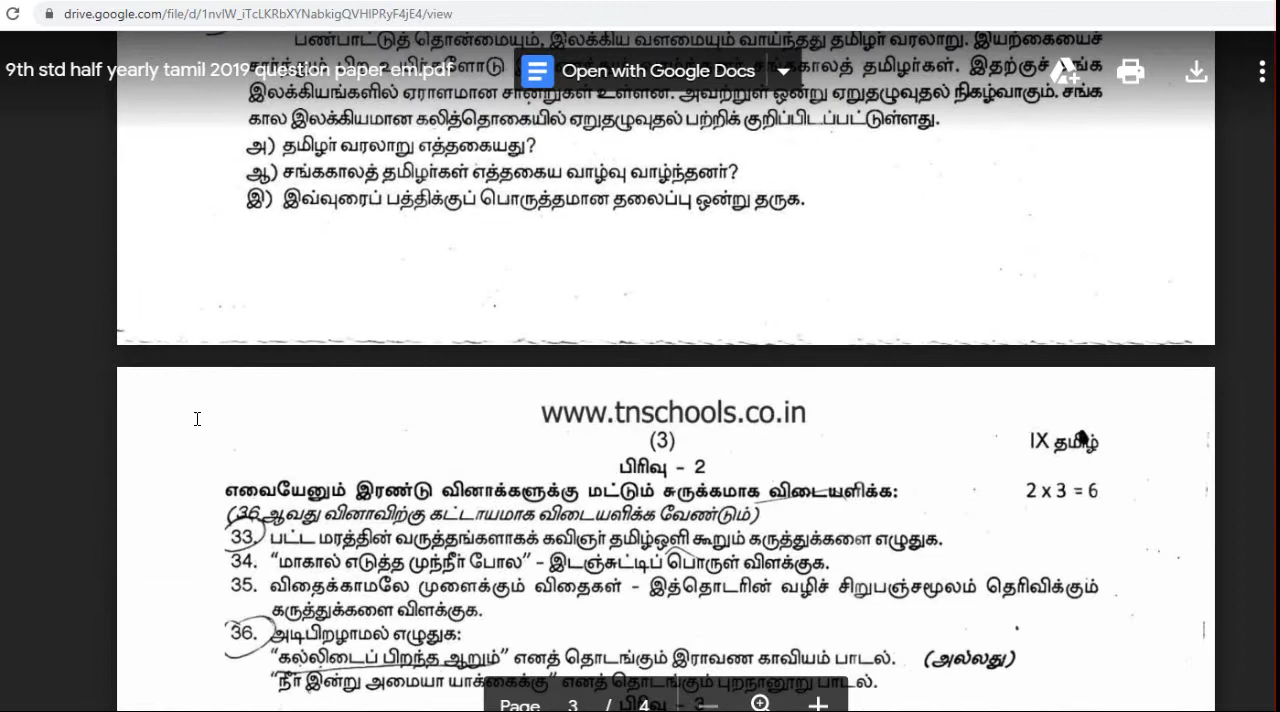 drive.google.com/file/d/1nvlW_iTcLKRbXYNabkigQVHlPRyF4jE4/view
பண்பாட்டுத் தொன்மையும், இலக்கிய வளமையும் வாய்ந்தது தமிழர் வரலாறு. இயற்கையைச்
9th std half yearly tamil 2019 question paper em.pdf
Open with Google Docs
சங்ககாலத் தமிழர்கள். இதற்குச்
இலக்கியங்களில் ஏராளமான சான்றுகள் உள்ளன. அவற்றுள் ஒன்று ஏறுதழுவுதல் நிகழ்வாகும். சங்க
கால இலக்கியமான கலித்தொகையில் ஏறுதழுவுதல் பற்றிக் குறிப்பிடப்பட்டுள்ளது.
அ) தமிழர் வரலாறு எத்தகையது?
ஆ) சங்ககாலத் தமிழர்கள் எத்தகைய வாழ்வு வாழ்ந்தனர்?
இ) இவ்வுரைப் பத்திக்குப் பொருத்தமான தலைப்பு ஒன்று தருக.
www.tnschools.co.in
(3)
IX தமிழ்
பிரிவு - 2
எவையேனும் இரண்டு வினாக்களுக்கு மட்டும் சுருக்கமாக விடையளிக்க: 2 x 3 = 6
(36 ஆவது வினாவிற்கு கட்டாயமாக விடையளிக்க வேண்டும்)
33. பட்ட மரத்தின் வருத்தங்களாகக் கவிஞர் தமிழ்ஒளி கூறும் கருத்துக்களை எழுதுக.
34. “மாகால் எடுத்த முந்நீர் போல” - இடஞ்சுட்டிப் பொருள் விளக்குக.
35. விதைக்காமலே முளைக்கும் விதைகள் - இத்தொடரின் வழிச் சிறுபஞ்சமூலம் தெரிவிக்கும்
கருத்துக்களை விளக்குக.
36. அடிபிறழாமல் எழுதுக:
“கல்லிடைப் பிறந்த ஆறும்” எனத் தொடங்கும் இராவண காவியம் பாடல். (அல்லது)
“நீர் இன்று அமையா யாக்கைக்கு” எனத் தொடங்கும் புறநானூறு பாடல்.
பிரிவு - 3
Page 3 / 4